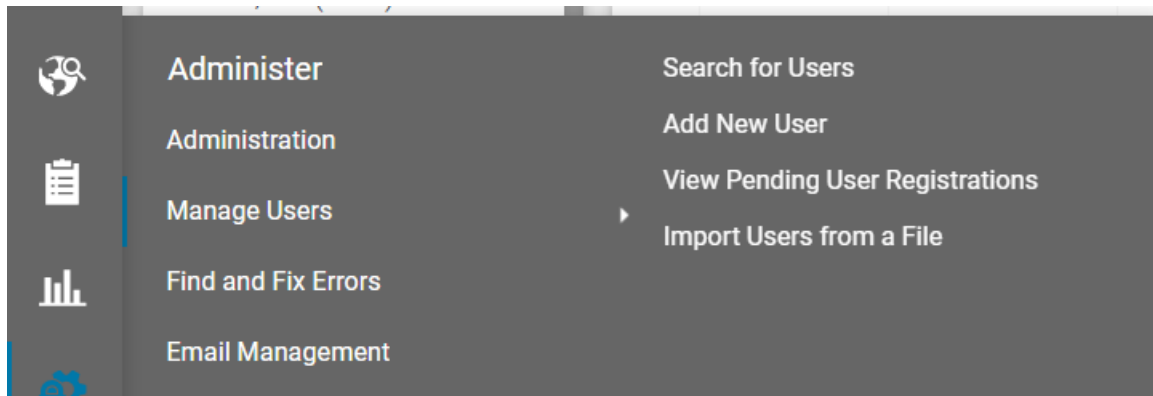 Administer
Administration
Manage Users
Find and Fix Errors
Email Management
Search for Users
Add New User
View Pending User Registrations
Import Users from a File